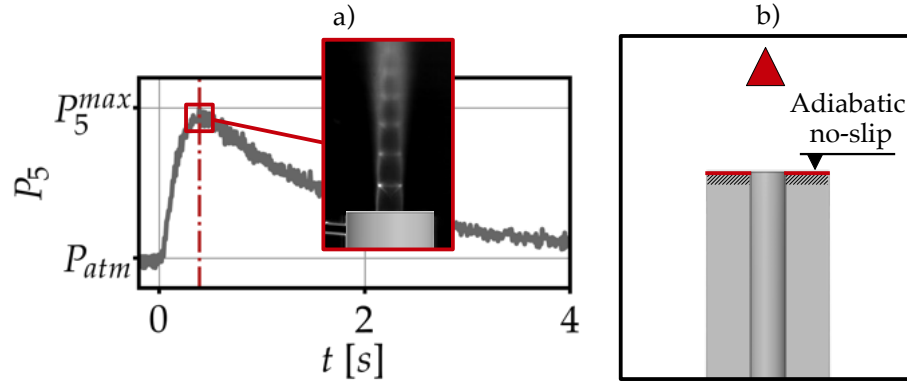 a)
b)
P₅ᵐᵃˣ
P₅
Pₐₜₘ
0
2
4
t [s]
Adiabatic
no-slip